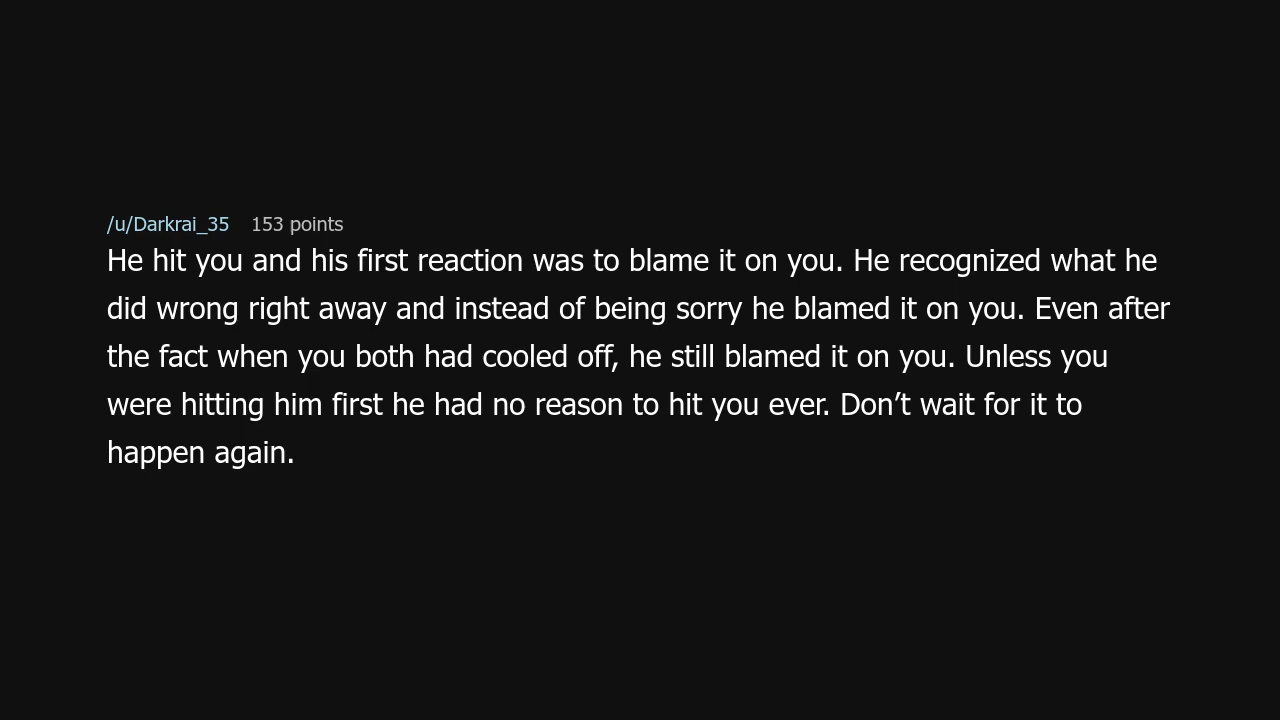 /u/Darkrai_35 153 points
He hit you and his first reaction was to blame it on you. He recognized what he
did wrong right away and instead of being sorry he blamed it on you. Even after
the fact when you both had cooled off, he still blamed it on you. Unless you
were hitting him first he had no reason to hit you ever. Don’t wait for it to
happen again.